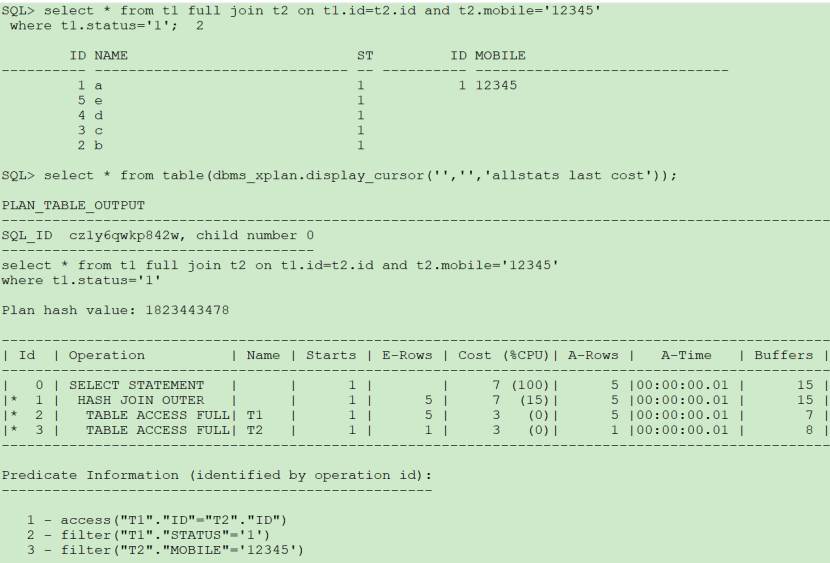 SQL> select * from t1 full join t2 on t1.id=t2.id and t2.mobile='12345'
 where t1.status='1';  2
        ID NAME                           ST         ID MOBILE
---------- ------------------------------ -- ---------- ------------------------------
         1 a                              1           1 12345
         5 e                              1
         4 d                              1
         3 c                              1
         2 b                              1
SQL> select * from table(dbms_xplan.display_cursor('','','allstats last cost'));
PLAN_TABLE_OUTPUT
----------------------------------------------------------------------------------------------------
SQL_ID  cz1y6qwkp842w, child number 0
-------------------------------------
select * from t1 full join t2 on t1.id=t2.id and t2.mobile='12345'
where t1.status='1'
Plan hash value: 1823443478
----------------------------------------------------------------------------------------------------
| Id  | Operation          | Name | Starts | E-Rows | Cost (%CPU)| A-Rows |   A-Time   | Buffers |
----------------------------------------------------------------------------------------------------
|   0 | SELECT STATEMENT   |      |      1 |        |     7 (100)|      5 |00:00:00.01 |      15 |
|*  1 |  HASH JOIN OUTER   |      |      1 |      5 |     7  (15)|      5 |00:00:00.01 |      15 |
|*  2 |   TABLE ACCESS FULL| T1   |      1 |      5 |     3   (0)|      5 |00:00:00.01 |       7 |
|*  3 |   TABLE ACCESS FULL| T2   |      1 |      1 |     3   (0)|      1 |00:00:00.01 |       8 |
----------------------------------------------------------------------------------------------------
Predicate Information (identified by operation id):
---------------------------------------------------
   1 - access("T1"."ID"="T2"."ID")
   2 - filter("T1"."STATUS"='1')
   3 - filter("T2"."MOBILE"='12345')